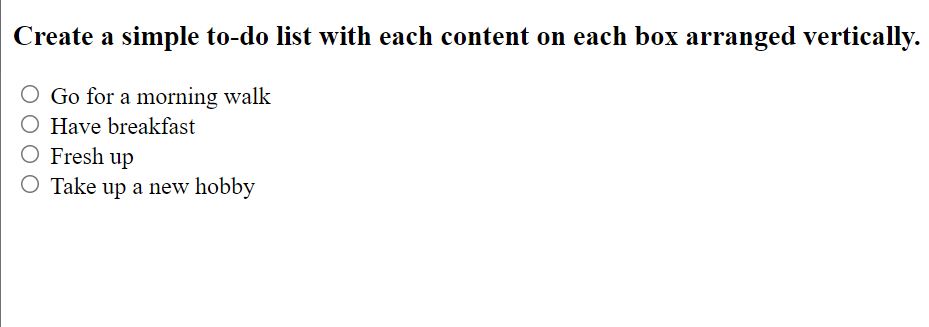 Create a simple to-do list with each content on each box arranged vertically.
Go for a morning walk
Have breakfast
Fresh up
Take up a new hobby